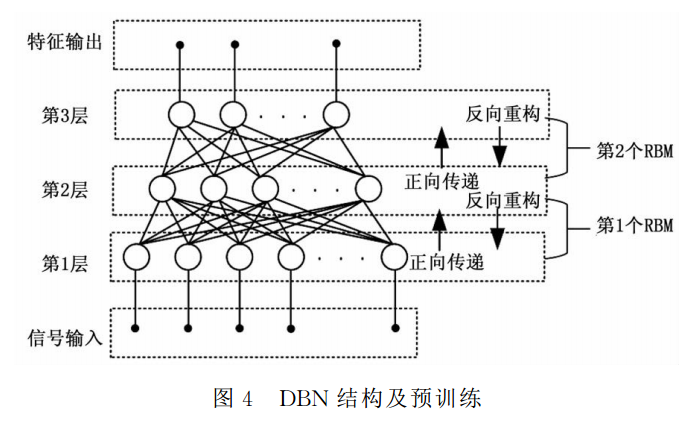 特征输出
第3层
反向重构
第2个RBM
第2层
正向传递
反向重构
第1个RBM
第1层
正向传递
信号输入
图 4 DBN 结构及预训练